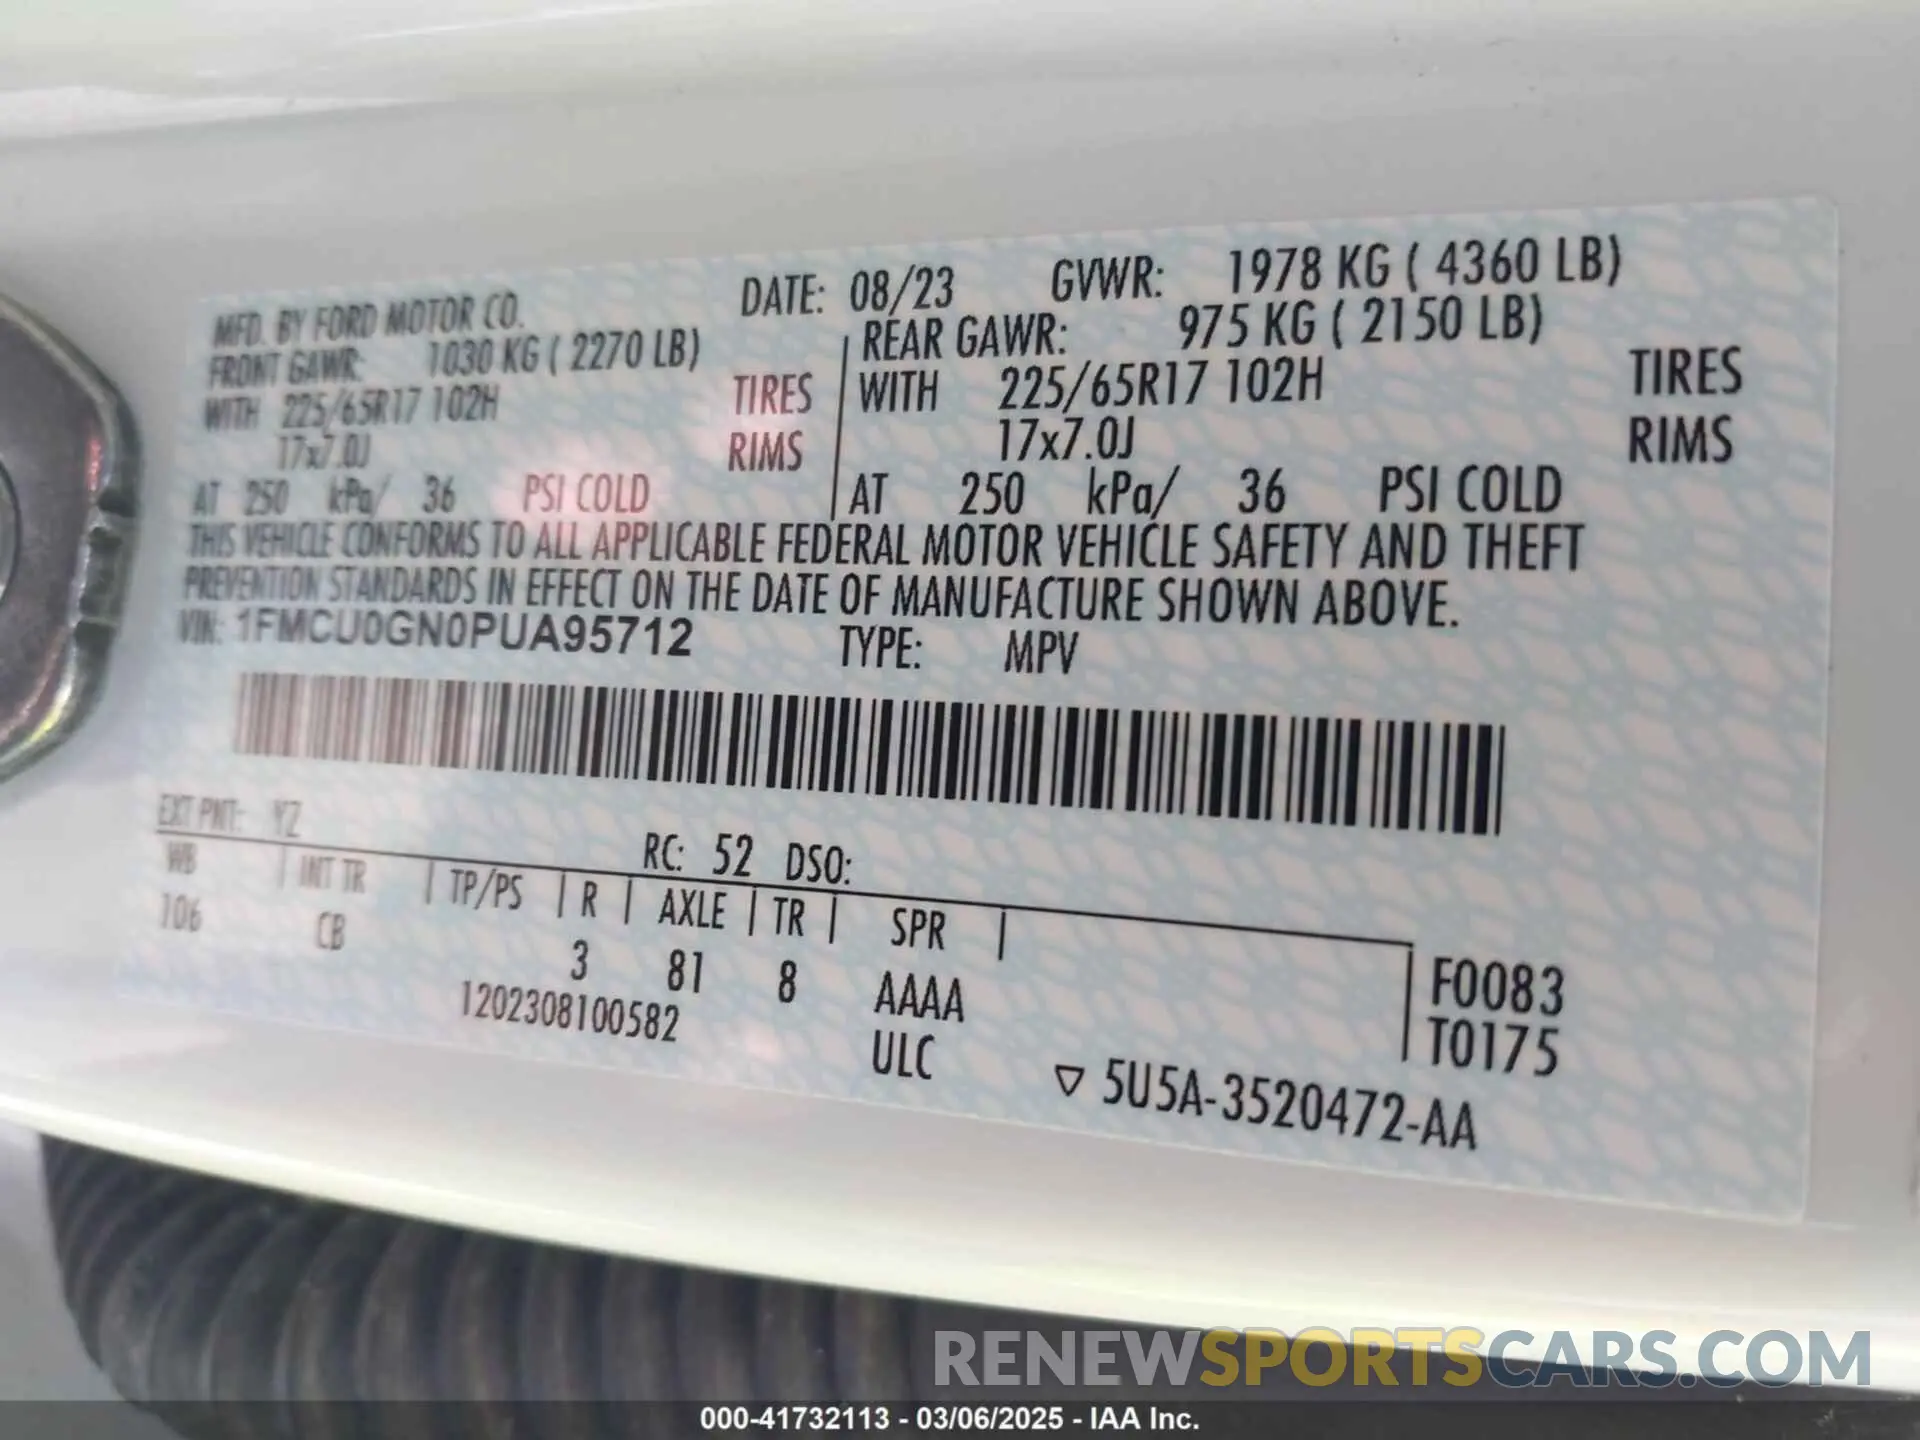 MFD. BY FORD MOTOR CO. DATE: 08/23 GVWR: 1978 KG ( 4360 LB)
FRONT GAWR: 1030 KG ( 2270 LB) REAR GAWR: 975 KG ( 2150 LB)
WITH 225/65R17 102H TIRES WITH 225/65R17 102H TIRES
17x7.0J RIMS 17x7.0J RIMS
AT 250 kPa/ 36 PSI COLD AT 250 kPa/ 36 PSI COLD
THIS VEHICLE CONFORMS TO ALL APPLICABLE FEDERAL MOTOR VEHICLE SAFETY AND THEFT
PREVENTION STANDARDS IN EFFECT ON THE DATE OF MANUFACTURE SHOWN ABOVE.
VIN: 1FMCU0GN0PUA95712 TYPE: MPV
EXT PNT: YZ RC: 52 DSO:
WB INT TR TP/PS R AXLE TR SPR
106 CB 3 81 8 AAAA F0083
1202308100582 ULC T0175
5U5A-3520472-AA
RENEWSPORTSCARS.COM
000-41732113 - 03/06/2025 - IAA Inc.